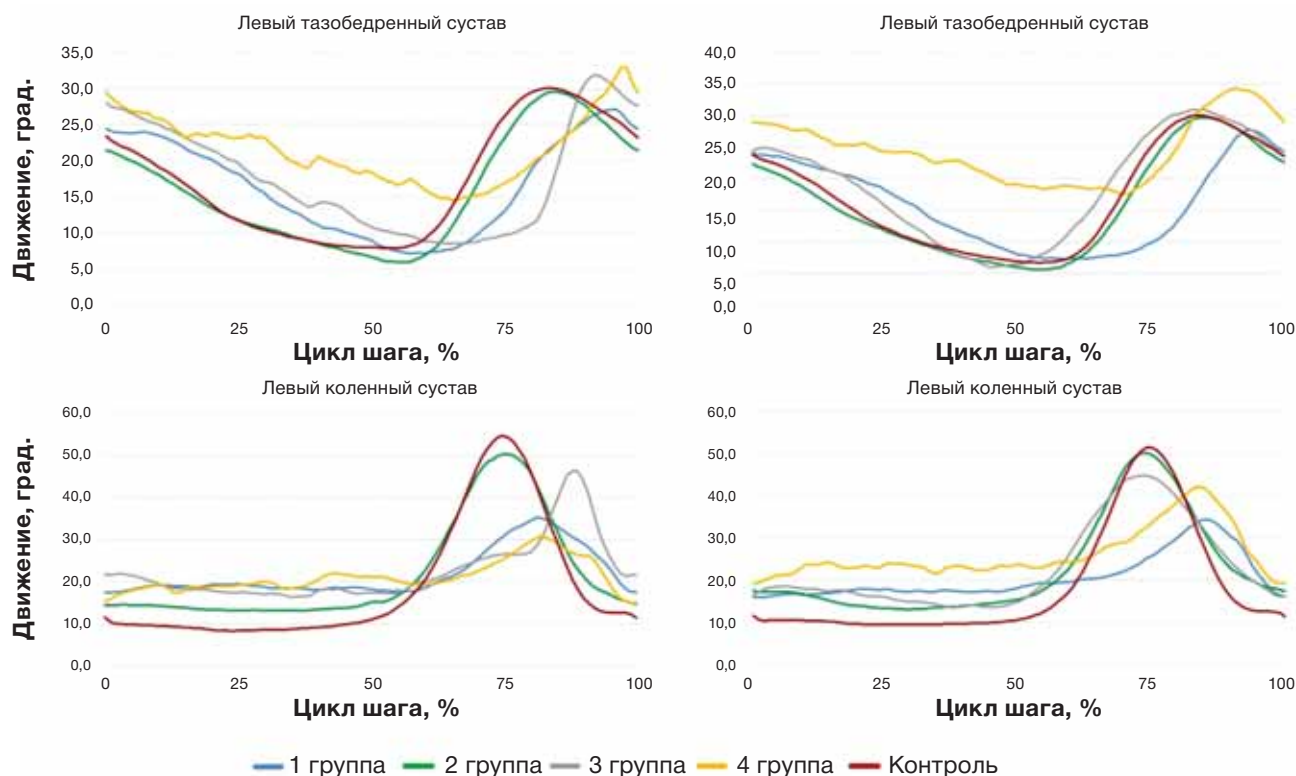 Левый тазобедренный сустав
Движение, град.
35,0
30,0
25,0
20,0
15,0
10,0
5,0
0,0
0 25 50 75 100
Цикл шага, %
Левый тазобедренный сустав
40,0
35,0
30,0
25,0
20,0
15,0
10,0
5,0
0,0
0 25 50 75 100
Цикл шага, %
Левый коленный сустав
Движение, град.
60,0
50,0
40,0
30,0
20,0
10,0
0,0
0 25 50 75 100
Цикл шага, %
Левый коленный сустав
60,0
50,0
40,0
30,0
20,0
10,0
0,0
0 25 50 75 100
Цикл шага, %
1 группа 2 группа 3 группа 4 группа Контроль